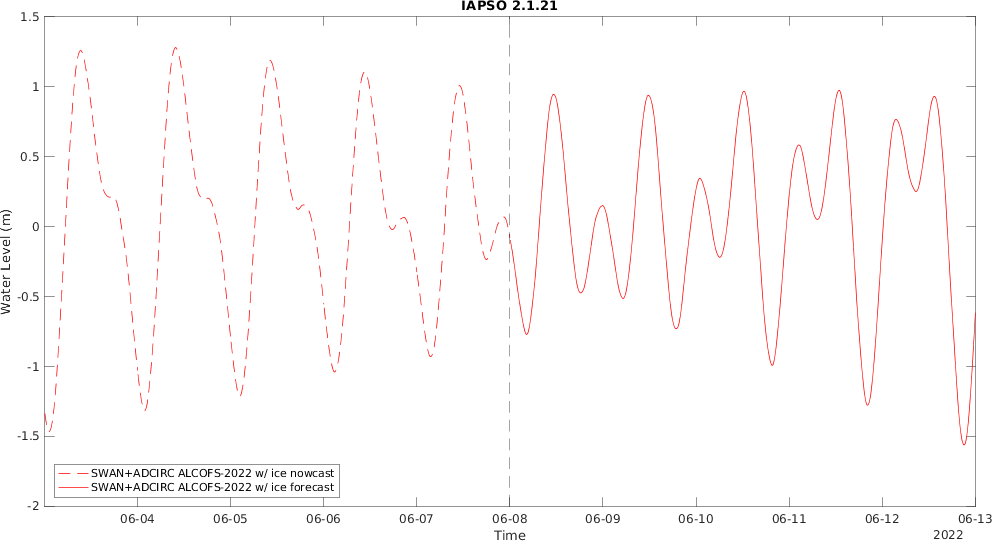 IAPSO 2.1.21
1.5
1
0.5
0
-0.5
-1
-1.5
-2
Water Level (m)
SWAN+ADCIRC ALCOFS-2022 w/ ice nowcast
SWAN+ADCIRC ALCOFS-2022 w/ ice forecast
06-04 06-05 06-06 06-07 06-08 06-09 06-10 06-11 06-12 06-13
Time
2022